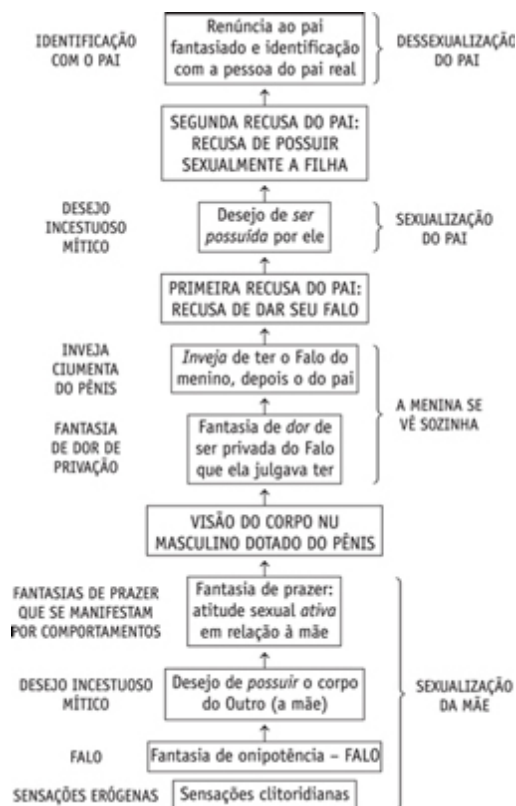 IDENTIFICAÇÃO
COM O PAI
Renúncia ao pai
fantasiado e identificação
com a pessoa do pai real
DESSEXUALIZAÇÃO
DO PAI
SEGUNDA RECUSA DO PAI:
RECUSA DE POSSUIR
SEXUALMENTE A FILHA
DESEJO
INCESTUOSO
MÍTICO
Desejo de ser
possuída por ele
SEXUALIZAÇÃO
DO PAI
PRIMEIRA RECUSA DO PAI:
RECUSA DE DAR SEU FALO
INVEJA
CIUMENTA
DO PÊNIS
Inveja de ter o Falo do
menino, depois o do pai
A MENINA SE
VÊ SOZINHA
FANTASIA
DE DOR DE
PRIVAÇÃO
Fantasia de dor de
ser privada do Falo
que ela julgava ter
VISÃO DO CORPO NU
MASCULINO DOTADO DO PÊNIS
FANTASIAS DE PRAZER
QUE SE MANIFESTAM
POR COMPORTAMENTOS
Fantasia de prazer:
atitude sexual ativa
em relação à mãe
DESEJO INCESTUOSO
MÍTICO
Desejo de possuir o corpo
do Outro (a mãe)
SEXUALIZAÇÃO
DA MÃE
FALO
Fantasia de onipotência – FALO
SENSAÇÕES ERÓGENAS
Sensações clitoridianas